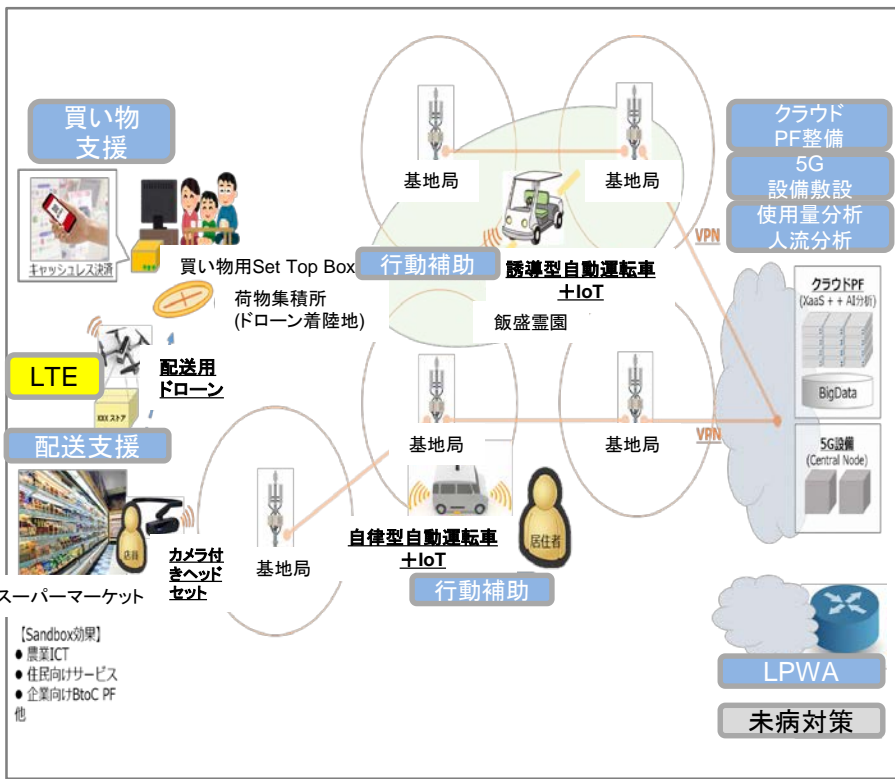 買い物
支援
キャッシュレス決済
買い物用Set Top Box
荷物集積所
(ドローン着陸地)
LTE
配送用
ドローン
XXX ストア
配送支援
店員
カメラ付
きヘッド
セット
スーパーマーケット
【Sandbox効果】
● 農業ICT
● 住民向けサービス
● 企業向けBtoC PF
他
基地局
基地局
行動補助
誘導型自動運転車
+IoT
飯盛霊園
基地局
基地局
基地局
自律型自動運転車
+IoT
居住者
行動補助
VPN
VPN
クラウド
PF整備
5G
設備敷設
使用量分析
人流分析
クラウドPF
(XaaS + + AI分析)
BigData
5G設備
(Central Node)
LPWA
未病対策